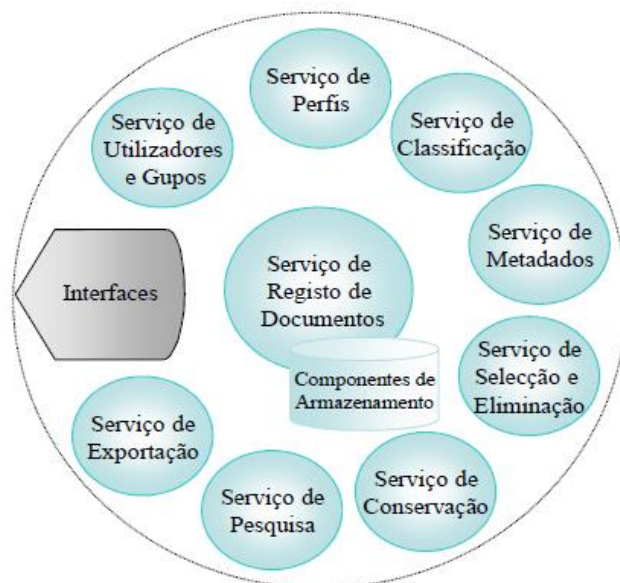 Serviço de
Perfis
Serviço de
Classificação
Serviço de
Utilizadores
e Gupos
Serviço de
Metadados
Interfaces
Serviço de
Registo de
Documentos
Componentes de
Armazenamento
Serviço de
Selecção e
Eliminação
Serviço de
Exportação
Serviço de
Pesquisa
Serviço de
Conservação